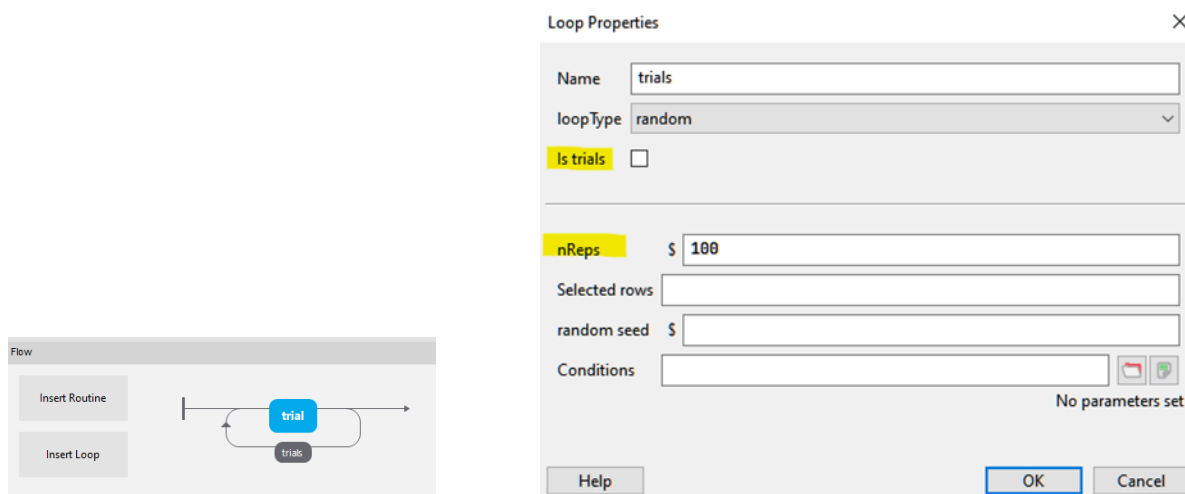 Loop Properties
Name trials
loopType random
Is trials
nReps $ 100
Selected rows
random seed $
Conditions
No parameters set
Help OK Cancel
Flow
Insert Routine
Insert Loop
trial
trials